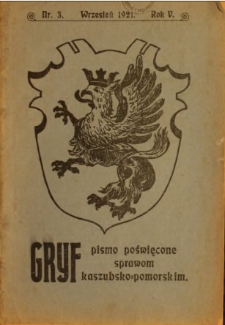 Nr. 3. Wrzesień 1921. Rok V.
GRYF pismo poświęcone
sprawom
kaszubsko-pomorskim.